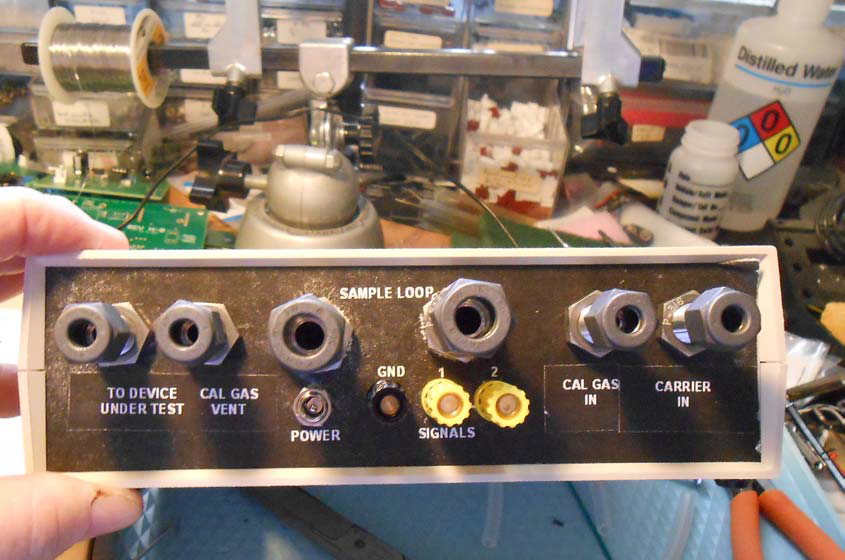 Distilled Water
H₂O
0
0
0
SAMPLE LOOP
GND
1
2
TO DEVICE
UNDER TEST
CAL GAS
VENT
POWER
SIGNALS
CAL GAS
IN
CARRIER
IN